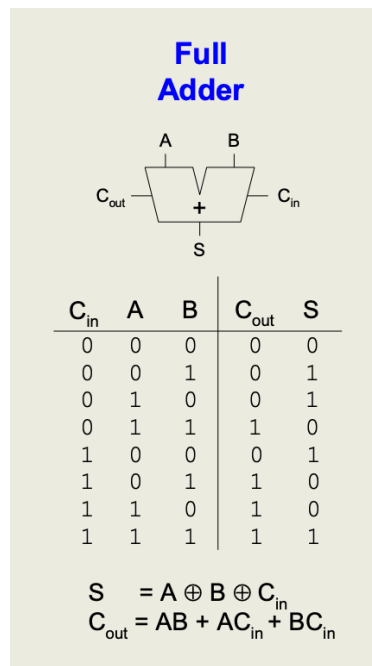 Full
Adder
A B
Cout Cin
+
S
Cin A B Cout S
0 0 0 0 0
0 0 1 0 1
0 1 0 0 1
0 1 1 1 0
1 0 0 0 1
1 0 1 1 0
1 1 0 1 0
1 1 1 1 1
S = A ⊕ B ⊕ Cin
Cout = AB + ACin + BCin